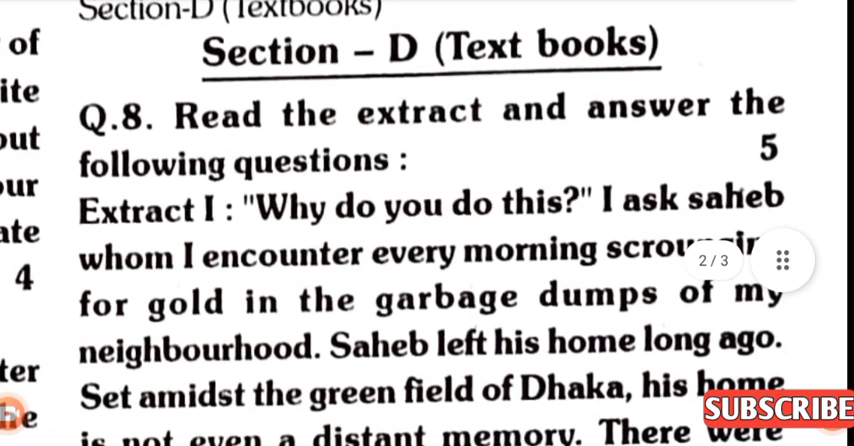 Section-D (Textbooks)
Section – D (Text books)
of
ite
Q.8. Read the extract and answer the
out
following questions : 5
our
Extract I : "Why do you do this?" I ask saheb
ate
whom I encounter every morning
2 / 3
4
for gold in the garbage dumps of my
neighbourhood. Saheb left his home long ago.
ter
Set amidst the green field of Dhaka, his home
SUBSCRIBE
he
is not even a distant memory. There were